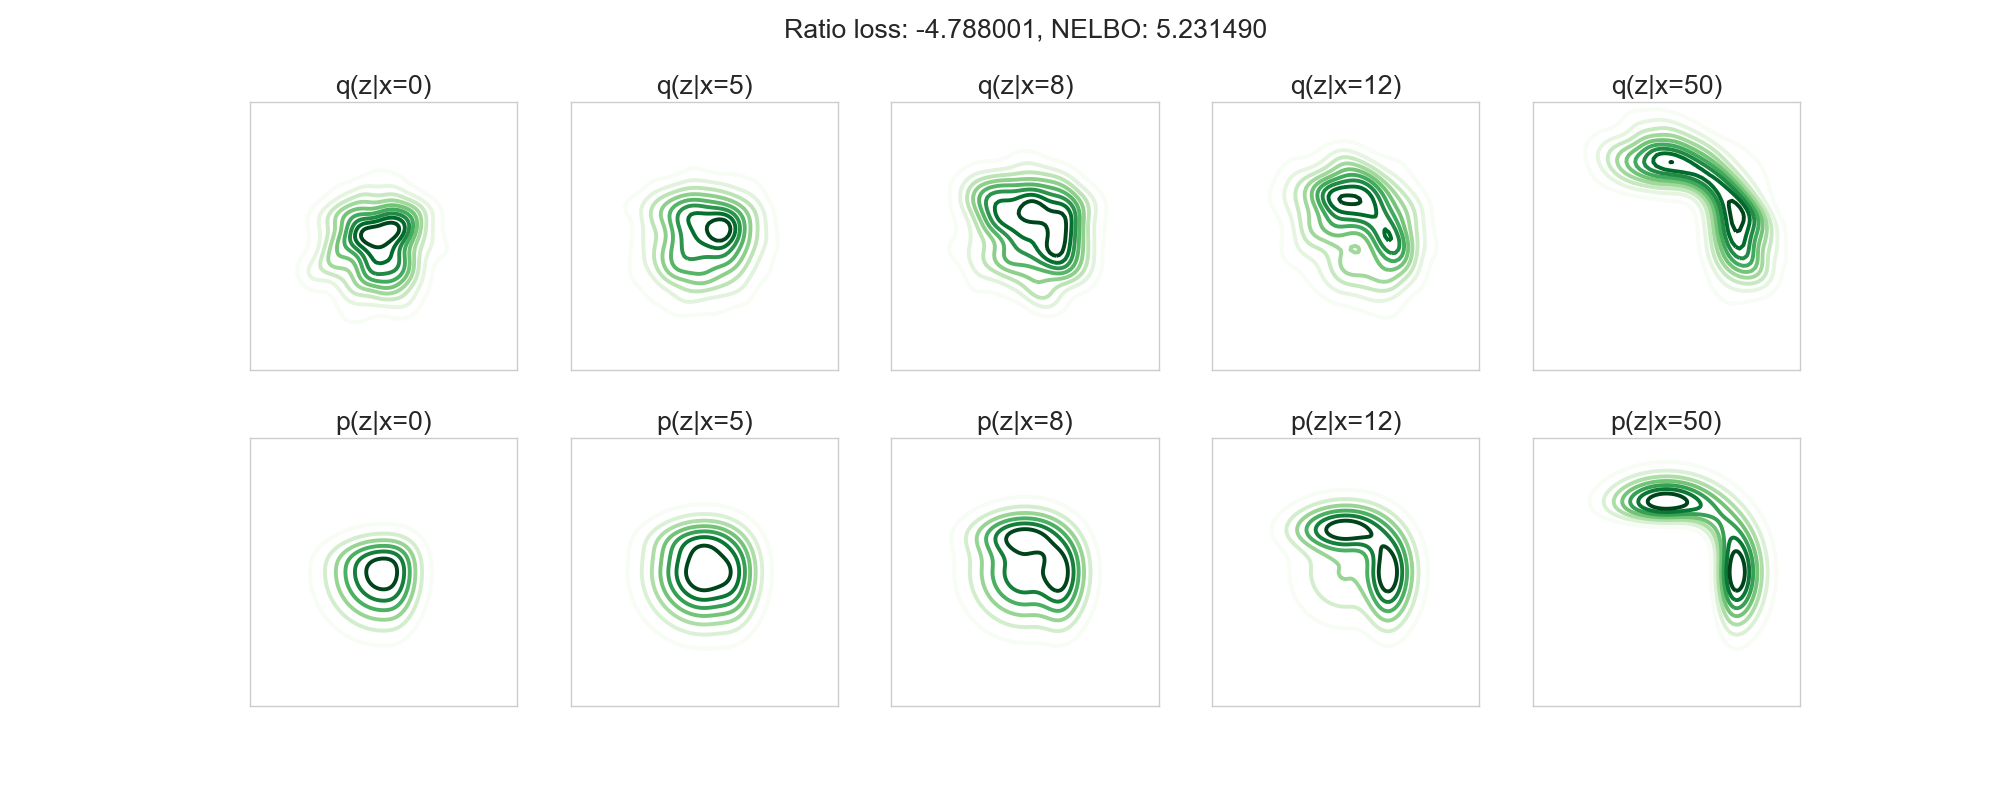 Ratio loss: -4.788001, NELBO: 5.231490
q(z|x=0) q(z|x=5) q(z|x=8) q(z|x=12) q(z|x=50)
p(z|x=0) p(z|x=5) p(z|x=8) p(z|x=12) p(z|x=50)